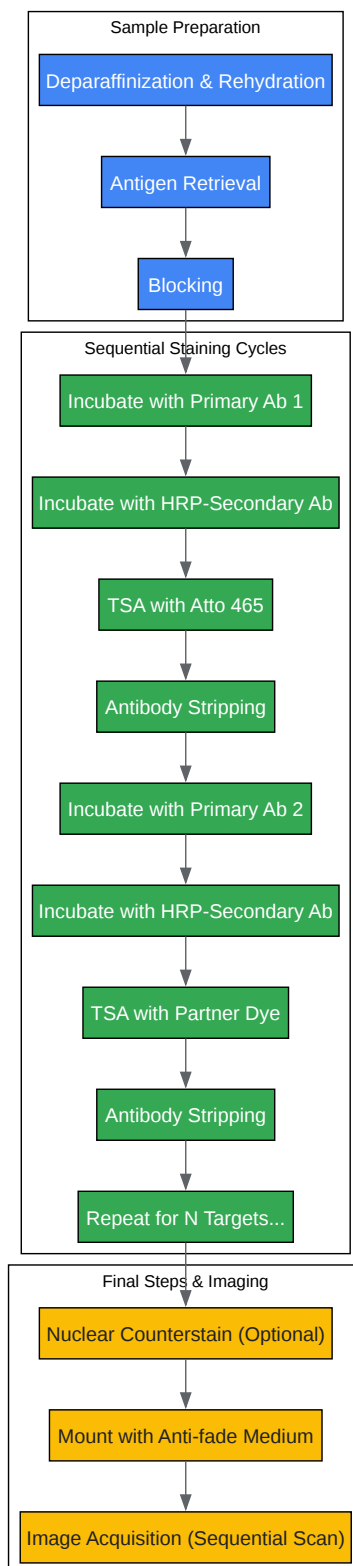 Sample Preparation
Deparaffinization & Rehydration
Antigen Retrieval
Blocking
Sequential Staining Cycles
Incubate with Primary Ab 1
Incubate with HRP-Secondary Ab
TSA with Atto 465
Antibody Stripping
Incubate with Primary Ab 2
Incubate with HRP-Secondary Ab
TSA with Partner Dye
Antibody Stripping
Repeat for N Targets...
Final Steps & Imaging
Nuclear Counterstain (Optional)
Mount with Anti-fade Medium
Image Acquisition (Sequential Scan)